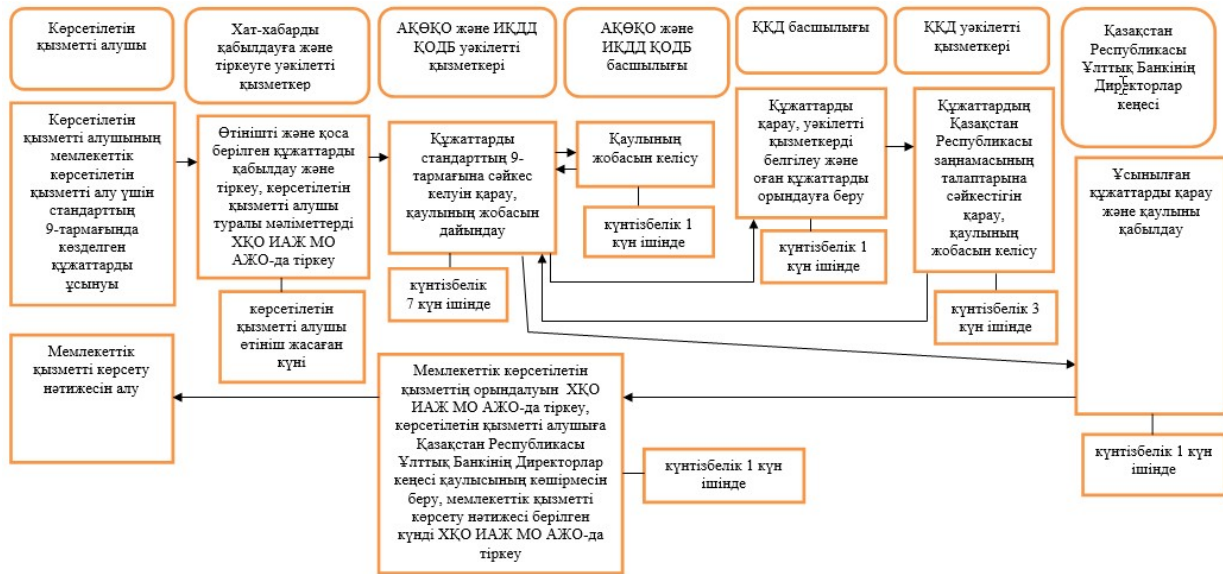 Көрсетілетін
қызметті алушы
Хат-хабарды
қабылдауға және
тіркеуге уәкілетті
қызметкер
АҚӨҚО және ИҚДД
ҚОДБ уәкілетті
қызметкері
АҚӨҚО және
ИҚДД ҚОДБ
басшылығы
ҚҚД басшылығы
ҚҚД уәкілетті
қызметкері
Қазақстан
Республикасы
Ұлттық Банкінің
Директорлар
кеңесі
Көрсетілетін
қызметті алушының
мемлекеттік
көрсетілетін
қызметті алу үшін
стандарттың
9-тармағында
көзделген
құжаттарды
ұсынуы
Өтінішті және қоса
берілген құжаттарды
қабылдау және
тіркеу, көрсетілетін
қызметті алушы
туралы мәліметтерді
ХҚО ИАЖ МО
АЖО-да тіркеу
Құжаттарды
стандарттың 9-
тармағына сәйкес
келуін қарау,
қаулының жобасын
дайындау
Қаулының
жобасын келісу
Құжаттарды
қарау, уәкілетті
қызметкерді
белгілеу және
оған құжаттарды
орындауға беру
Құжаттардың
Қазақстан
Республикасы
заңнамасының
талаптарына
сәйкестігін
қарау,
қаулының
жобасын келісу
Ұсынылған
құжаттарды қарау
және қаулыны
қабылдау
көрсетілетін
қызметті алушы
өтініш жасаған
күні
күнтізбелік
7 күн ішінде
күнтізбелік 1
күн ішінде
күнтізбелік 1
күн ішінде
күнтізбелік 3
күн ішінде
Мемлекеттік
қызметті көрсету
нәтижесін алу
Мемлекеттік көрсетілетін
қызметтің орындалуын ХҚО
ИАЖ МО АЖО-да тіркеу,
көрсетілетін қызметті алушыға
Қазақстан Республикасы
Ұлттық Банкінің Директорлар
кеңесі қаулысының көшірмесін
беру, мемлекеттік қызметті
көрсету нәтижесі берілген
күнді ХҚО ИАЖ МО АЖО-да
тіркеу
күнтізбелік 1 күн
ішінде
күнтізбелік 1 күн
ішінде